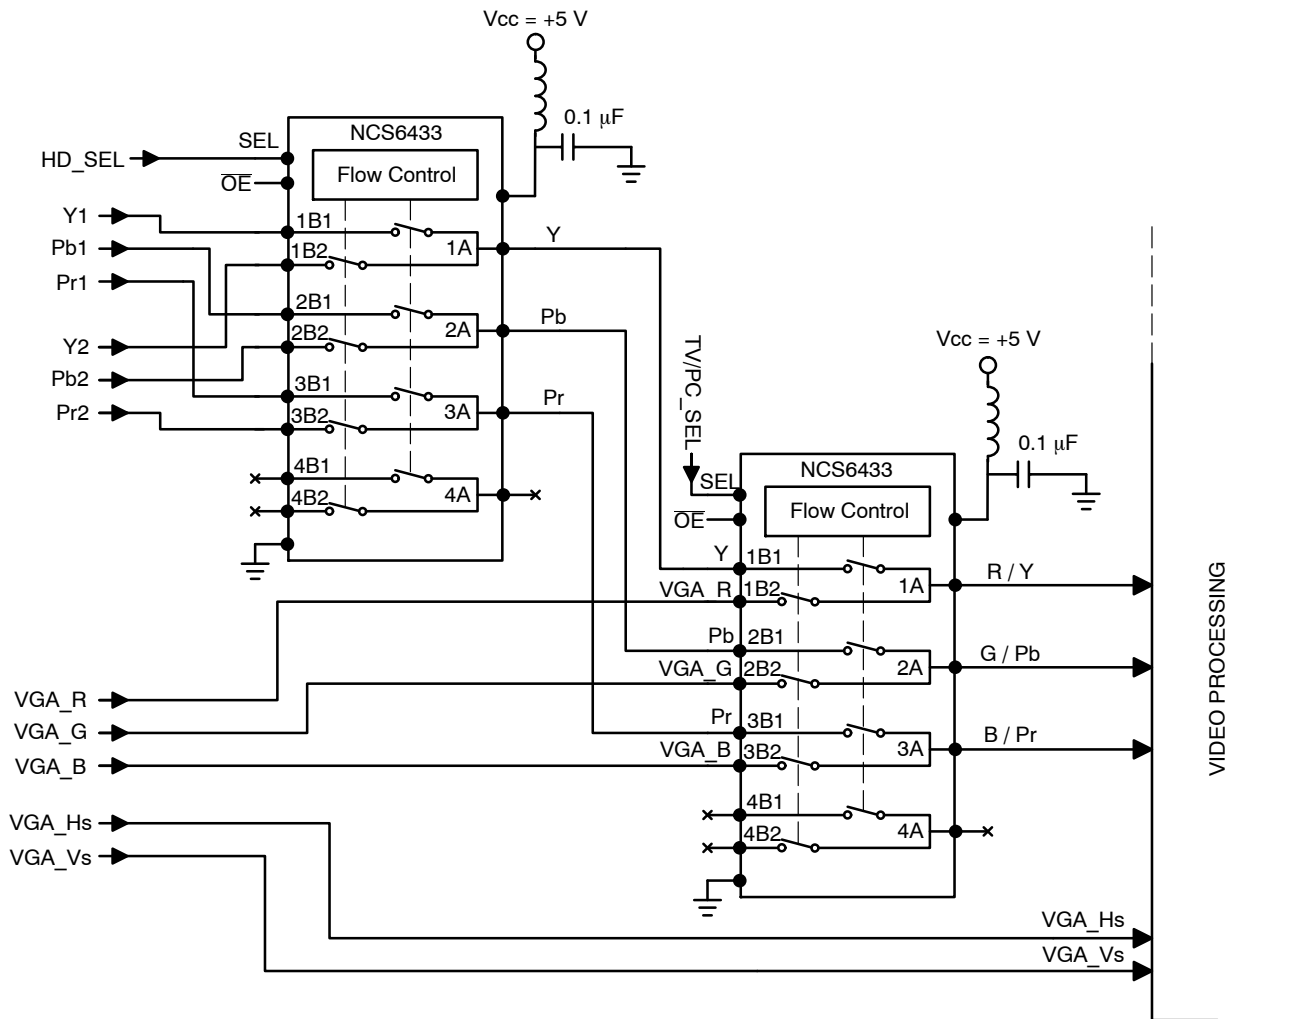 Vcc = +5 V
0.1 μF
NCS6433
Flow Control
SEL
HD_SEL
OE
Y1
Pb1
Pr1
Y2
Pb2
Pr2
1B1
1B2
1A
2B1
2B2
2A
3B1
3B2
3A
4B1
4B2
4A
Y
Pb
Pr
TV/PC_SEL
Vcc = +5 V
0.1 μF
NCS6433
Flow Control
SEL
OE
Y
VGA_R
Pb
VGA_G
Pr
VGA_B
1B1
1B2
1A
2B1
2B2
2A
3B1
3B2
3A
4B1
4B2
4A
R / Y
G / Pb
B / Pr
VIDEO PROCESSING
VGA_R
VGA_G
VGA_B
VGA_Hs
VGA_Vs
VGA_Hs
VGA_Vs